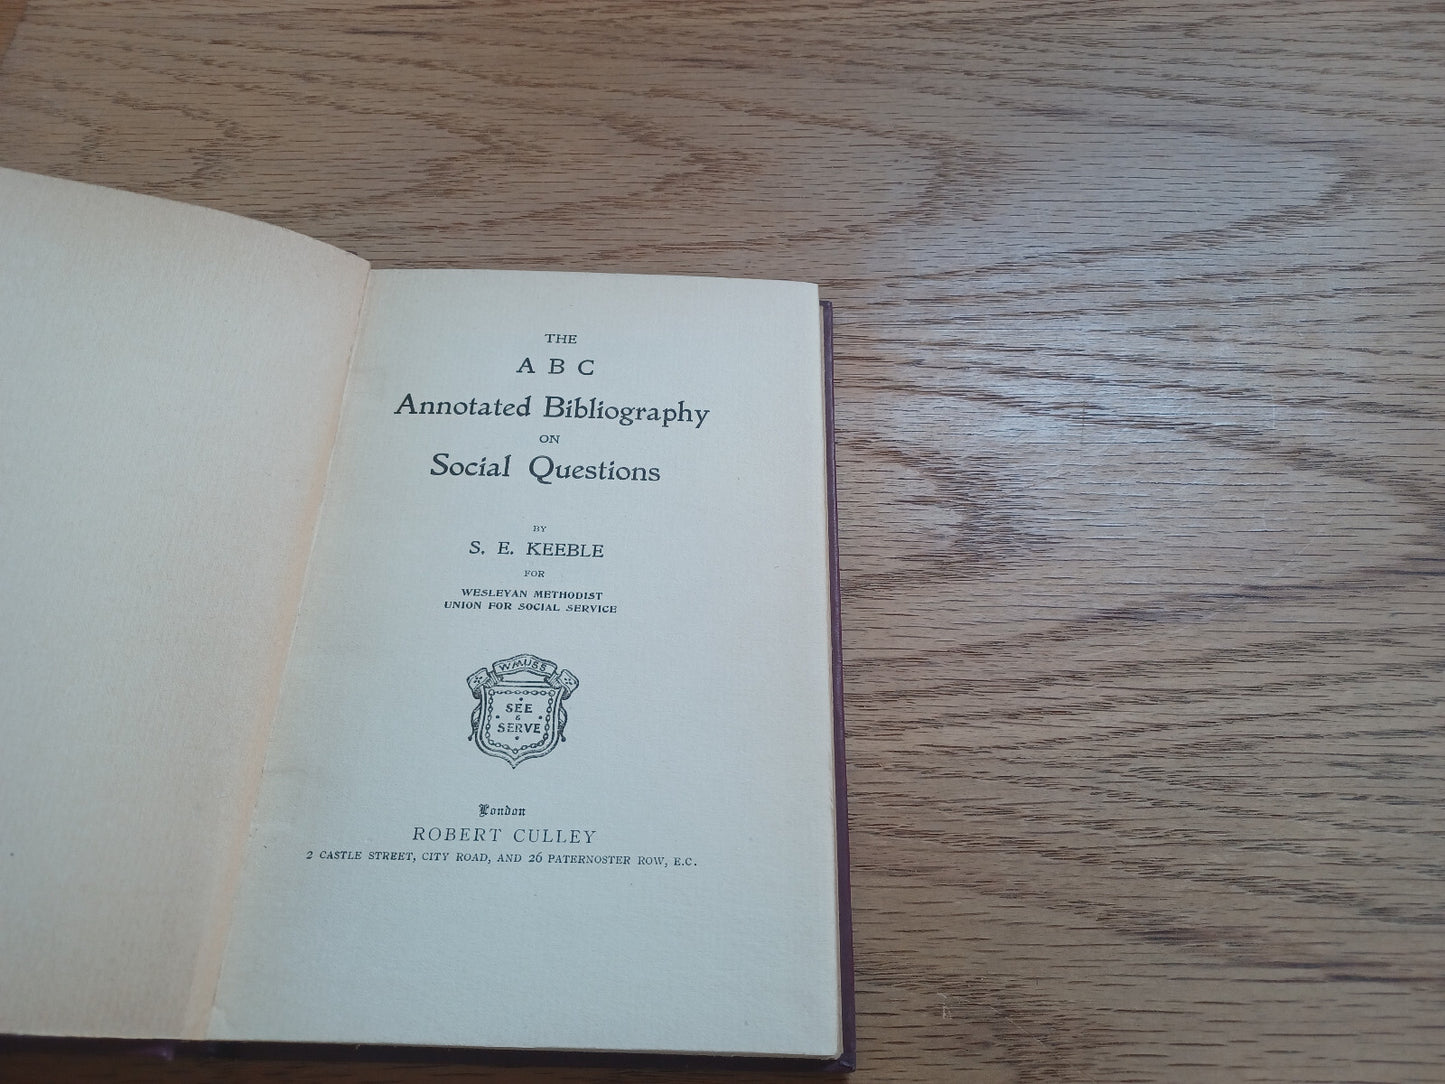 THE
A B C
Annotated Bibliography
ON
Social Questions
BY
S. E. KEEBLE
FOR
WESLEYAN METHODIST
UNION FOR SOCIAL SERVICE
WMUSS
SEE
&
SERVE
London
ROBERT CULLEY
2 CASTLE STREET, CITY ROAD, AND 26 PATERNOSTER ROW, E.C.